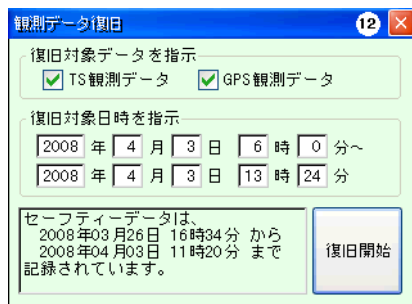 観測データ復旧 12
復旧対象データを指示
TS観測データ GPS観測データ
復旧対象日時を指示
2008 年 4 月 3 日 6 時 0 分~
2008 年 4 月 3 日 13 時 24 分
セーフティーデータは、
2008年03月26日 16時34分 から
2008年04月03日 11時20分 まで
記録されています。
復旧開始